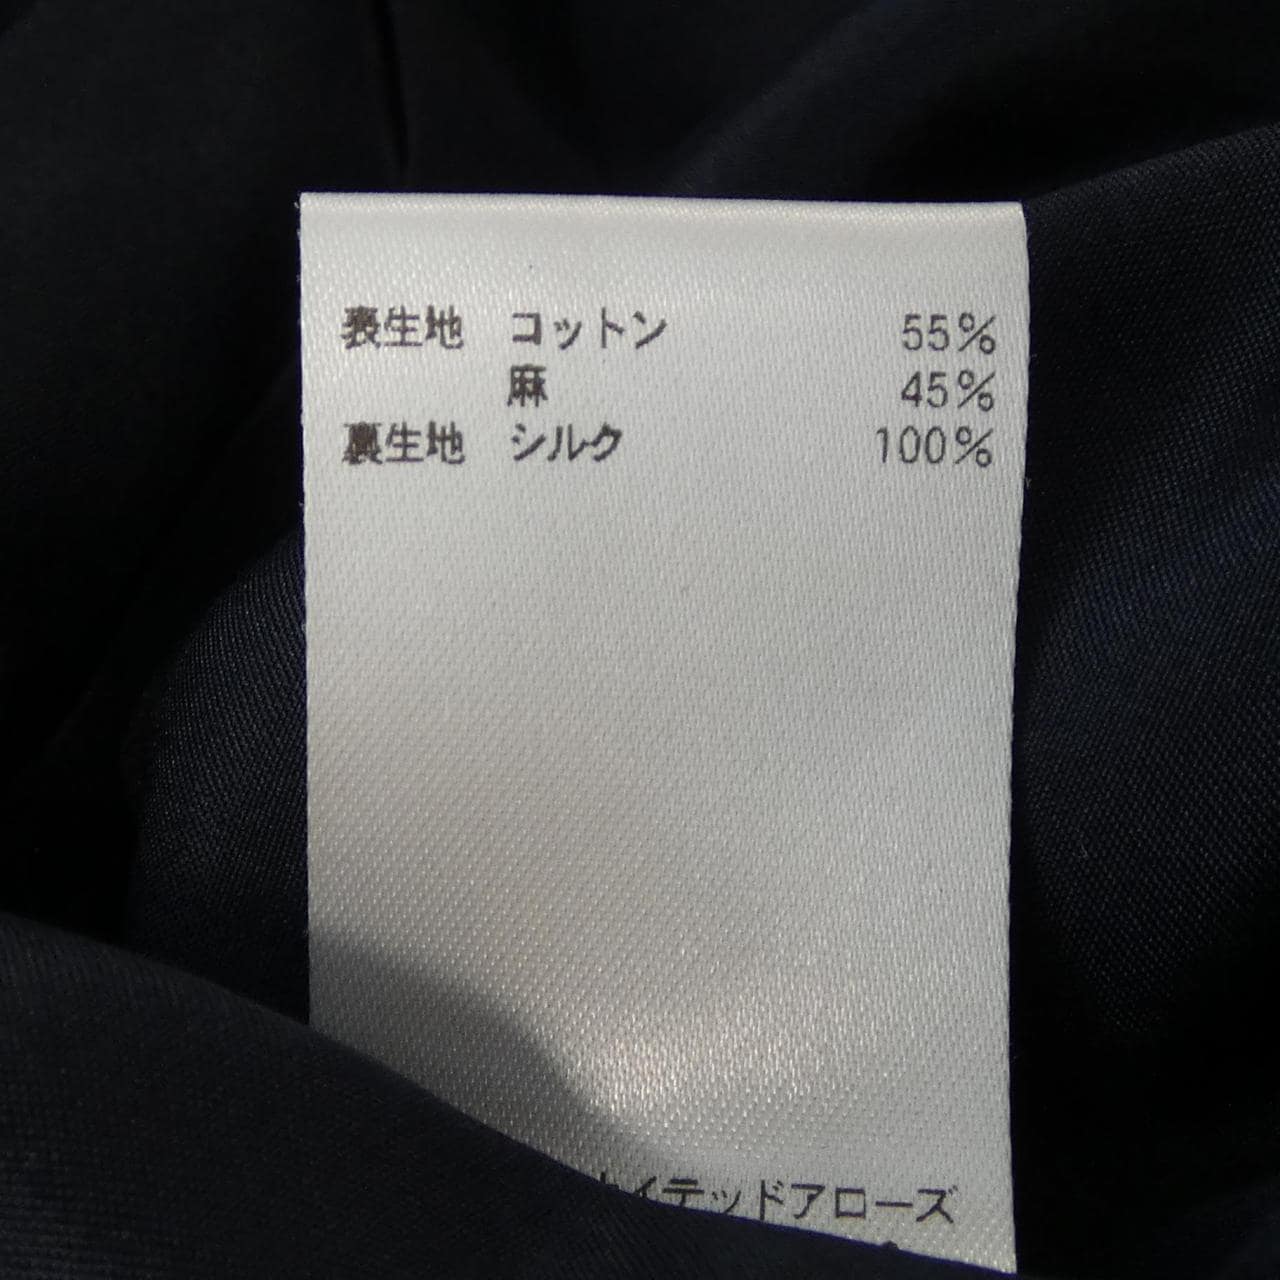 表生地 コットン 55%
麻 45%
裏生地 シルク 100%
イテッドアローズ